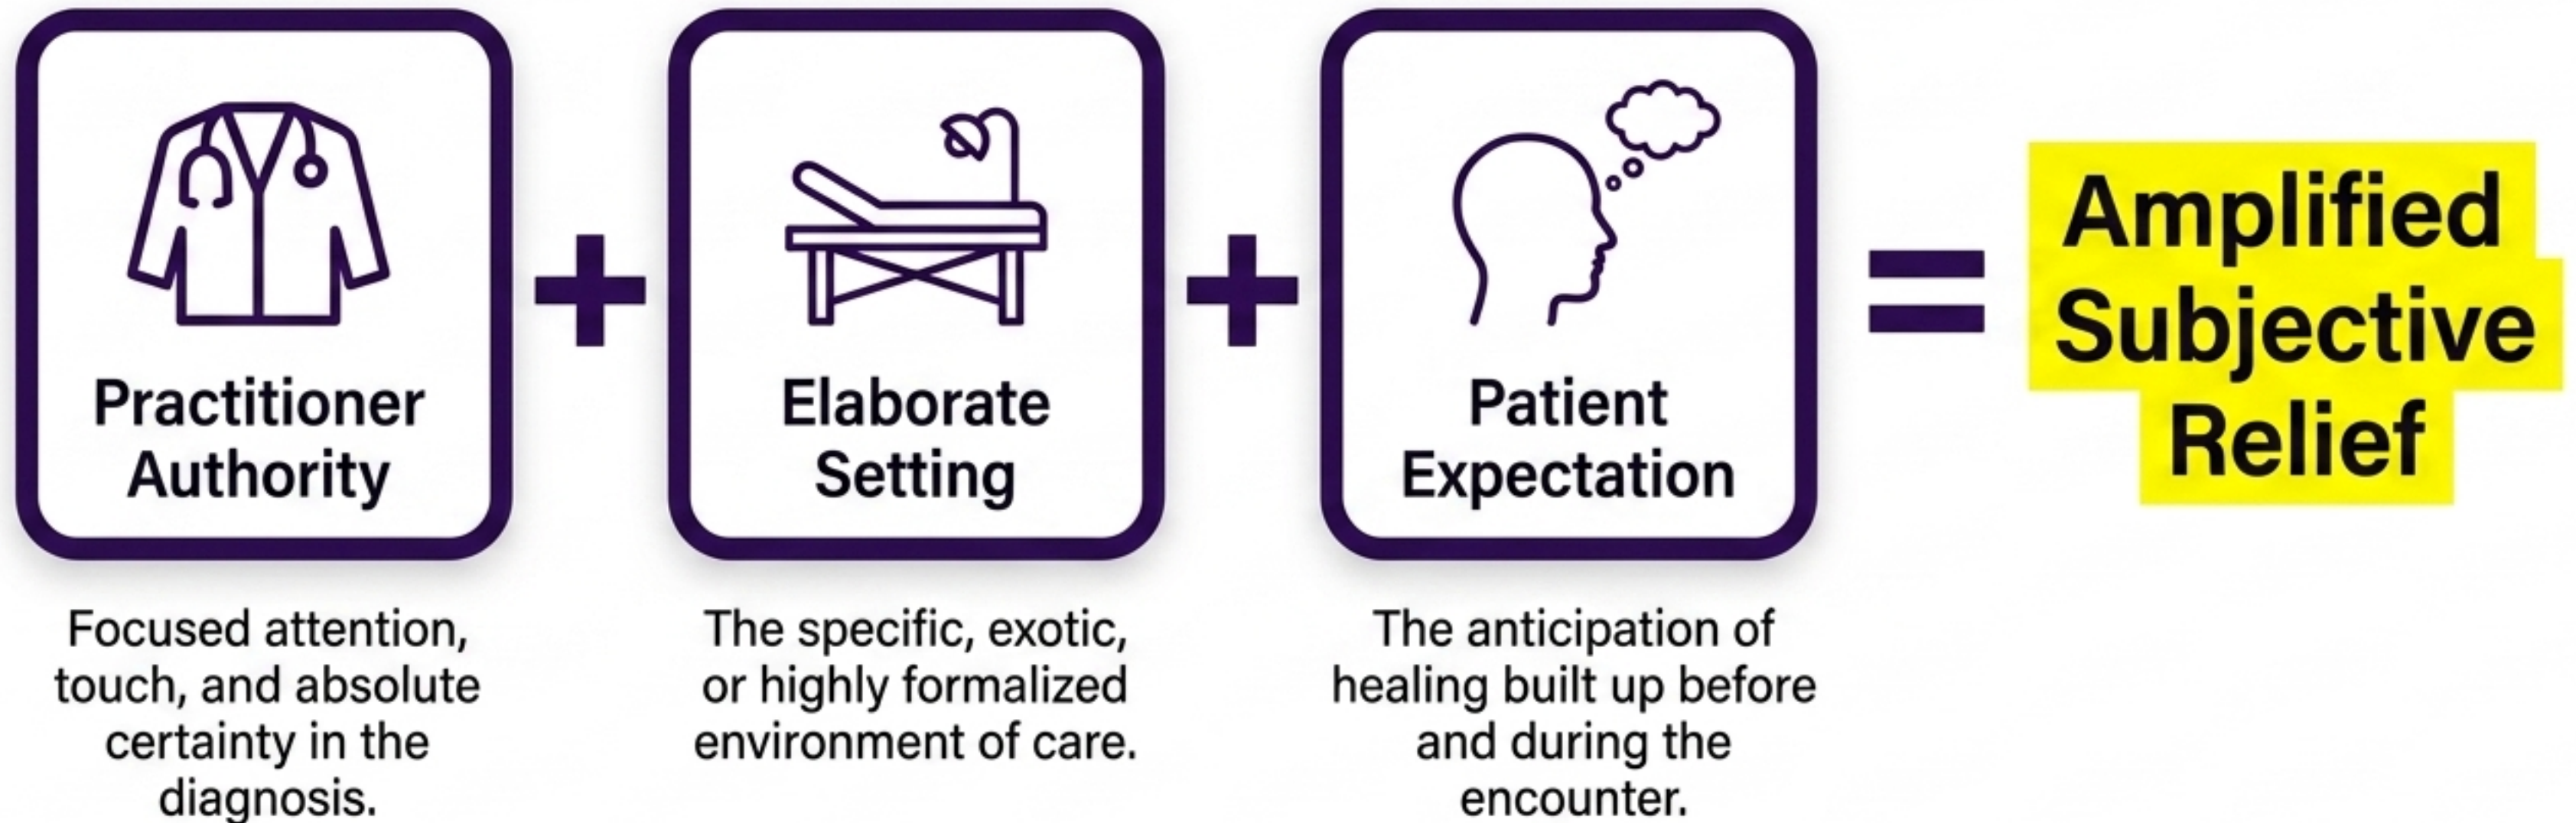 Practitioner
Authority
Focused attention,
touch, and absolute
certainty in the
diagnosis.
Elaborate
Setting
The specific, exotic,
or highly formalized
environment of care.
Patient
Expectation
The anticipation of
healing built up before
and during the
encounter.
Amplified
Subjective
Relief